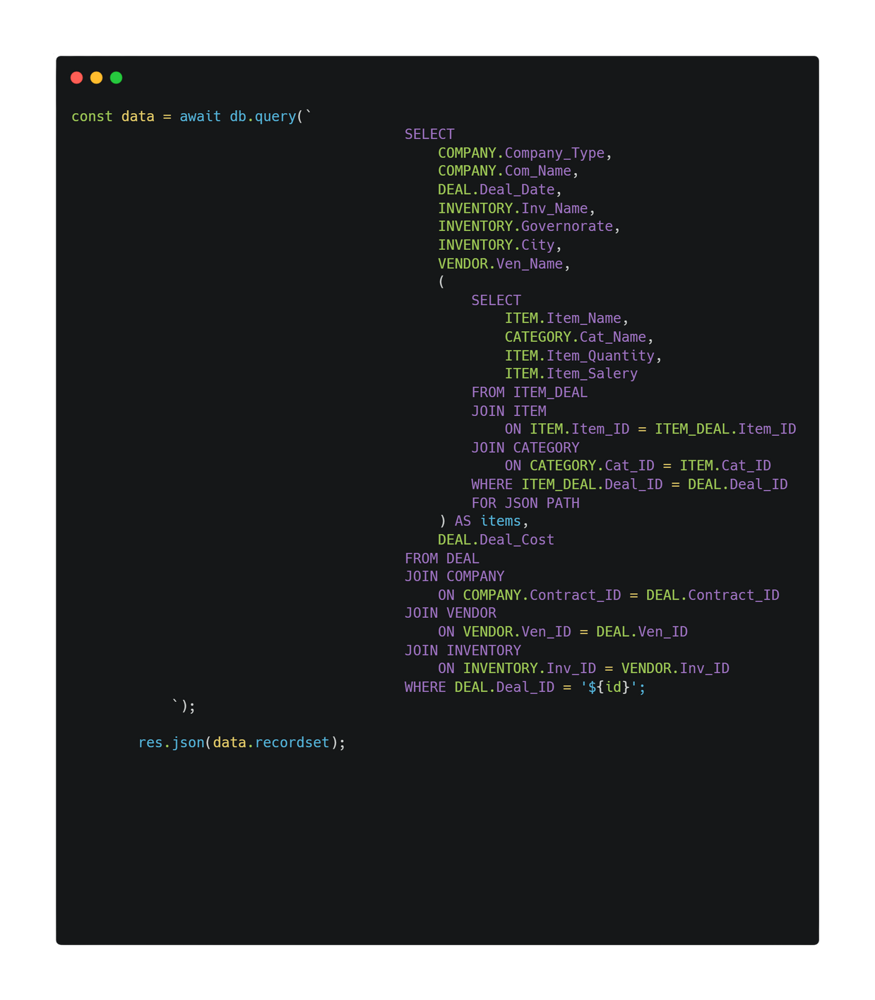 const data = await db.query(`
SELECT
COMPANY.Company_Type,
COMPANY.Com_Name,
DEAL.Deal_Date,
INVENTORY.Inv_Name,
INVENTORY.Governorate,
INVENTORY.City,
VENDOR.Ven_Name,
(
SELECT
ITEM.Item_Name,
CATEGORY.Cat_Name,
ITEM.Item_Quantity,
ITEM.Item_Salery
FROM ITEM_DEAL
JOIN ITEM
ON ITEM.Item_ID = ITEM_DEAL.Item_ID
JOIN CATEGORY
ON CATEGORY.Cat_ID = ITEM.Cat_ID
WHERE ITEM_DEAL.Deal_ID = DEAL.Deal_ID
FOR JSON PATH
) AS items,
DEAL.Deal_Cost
FROM DEAL
JOIN COMPANY
ON COMPANY.Contract_ID = DEAL.Contract_ID
JOIN VENDOR
ON VENDOR.Ven_ID = DEAL.Ven_ID
JOIN INVENTORY
ON INVENTORY.Inv_ID = VENDOR.Inv_ID
WHERE DEAL.Deal_ID = '${id}';
`);
res.json(data.recordset);